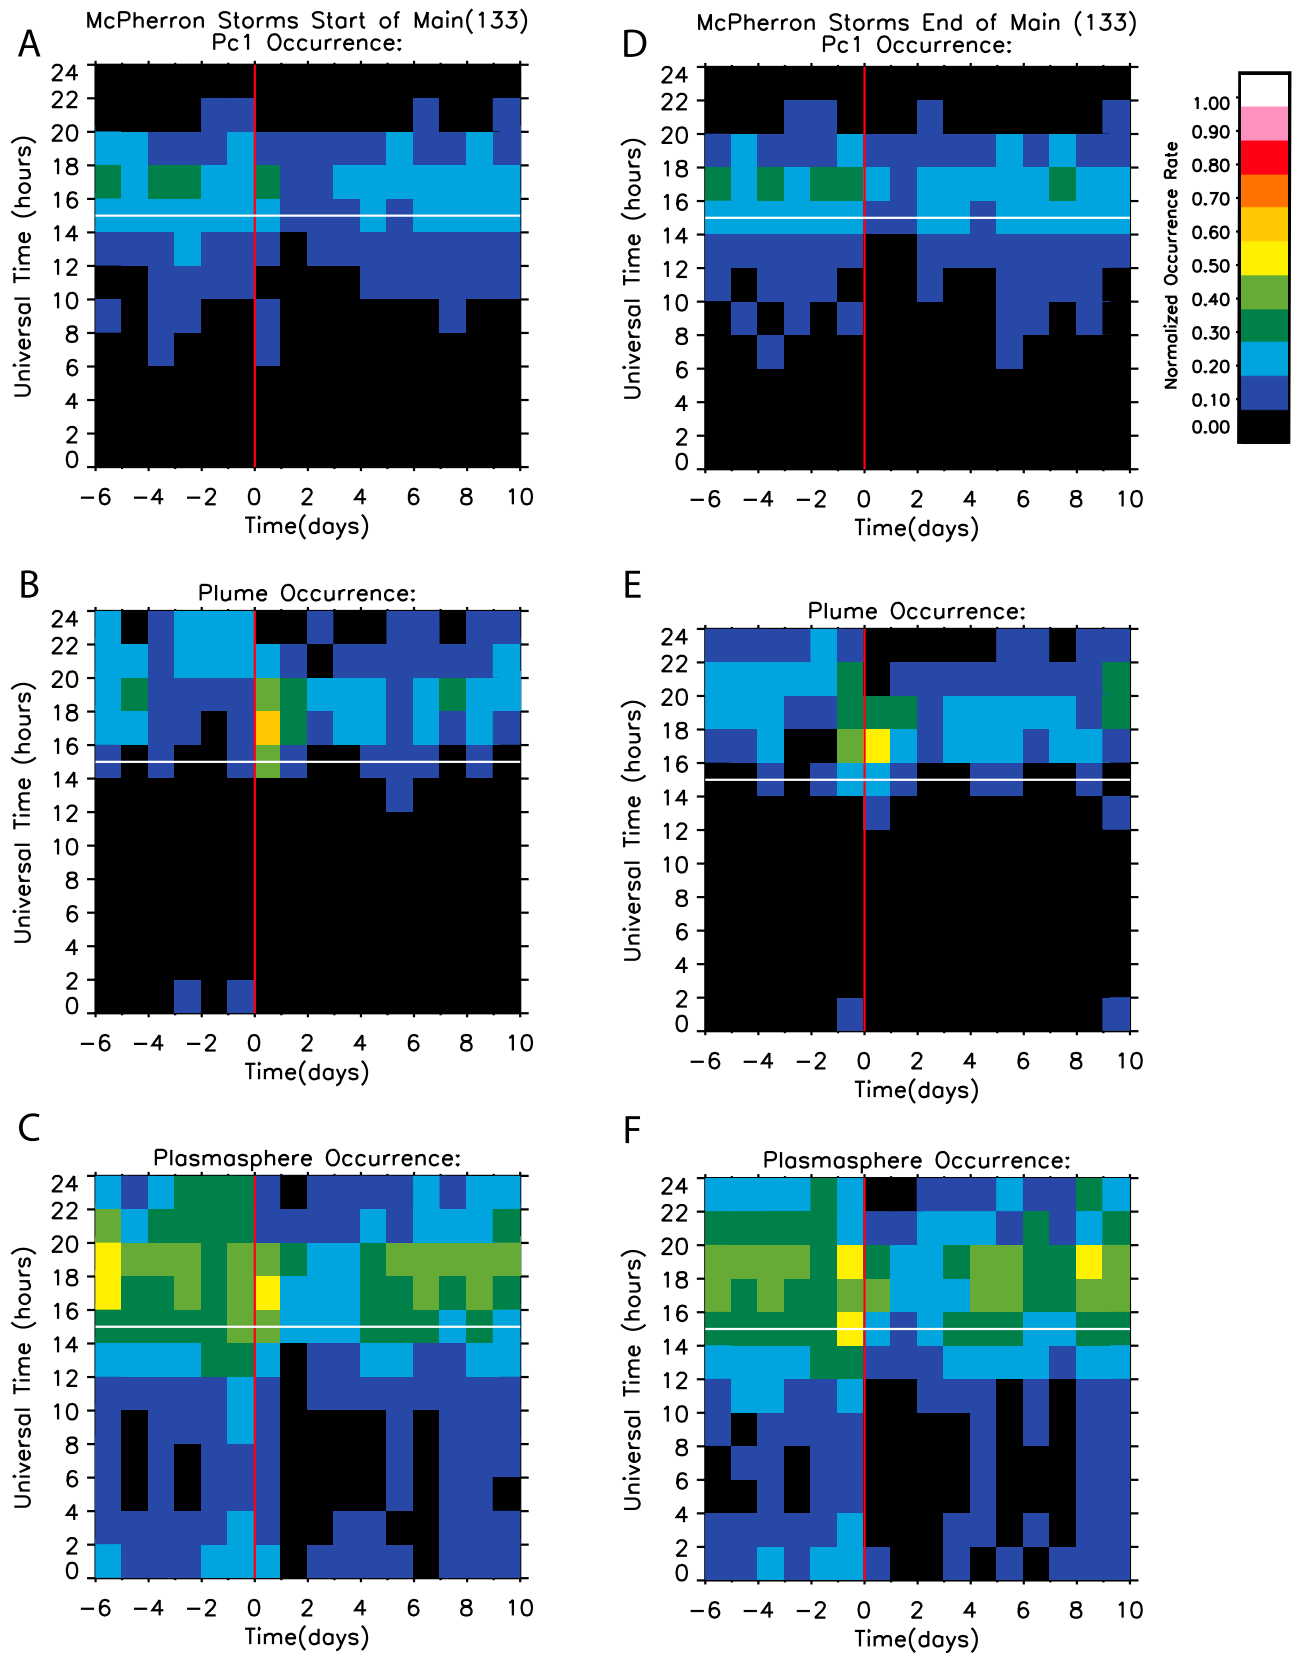 A
McPherron Storms Start of Main(133)
Pc1 Occurrence:
24
22
20
18
16
14
12
10
8
6
4
2
0
Universal Time (hours)
-6 -4 -2 0 2 4 6 8 10
Time(days)
D
McPherron Storms End of Main (133)
Pc1 Occurrence:
24
22
20
18
16
14
12
10
8
6
4
2
0
Universal Time (hours)
-6 -4 -2 0 2 4 6 8 10
Time(days)
1.00
0.90
0.80
0.70
0.60
0.50
0.40
0.30
0.20
0.10
0.00
Normalized Occurrence Rate
B
Plume Occurrence:
24
22
20
18
16
14
12
10
8
6
4
2
0
Universal Time (hours)
-6 -4 -2 0 2 4 6 8 10
Time(days)
E
Plume Occurrence:
24
22
20
18
16
14
12
10
8
6
4
2
0
Universal Time (hours)
-6 -4 -2 0 2 4 6 8 10
Time(days)
C
Plasmasphere Occurrence:
24
22
20
18
16
14
12
10
8
6
4
2
0
Universal Time (hours)
-6 -4 -2 0 2 4 6 8 10
Time(days)
F
Plasmasphere Occurrence:
24
22
20
18
16
14
12
10
8
6
4
2
0
Universal Time (hours)
-6 -4 -2 0 2 4 6 8 10
Time(days)